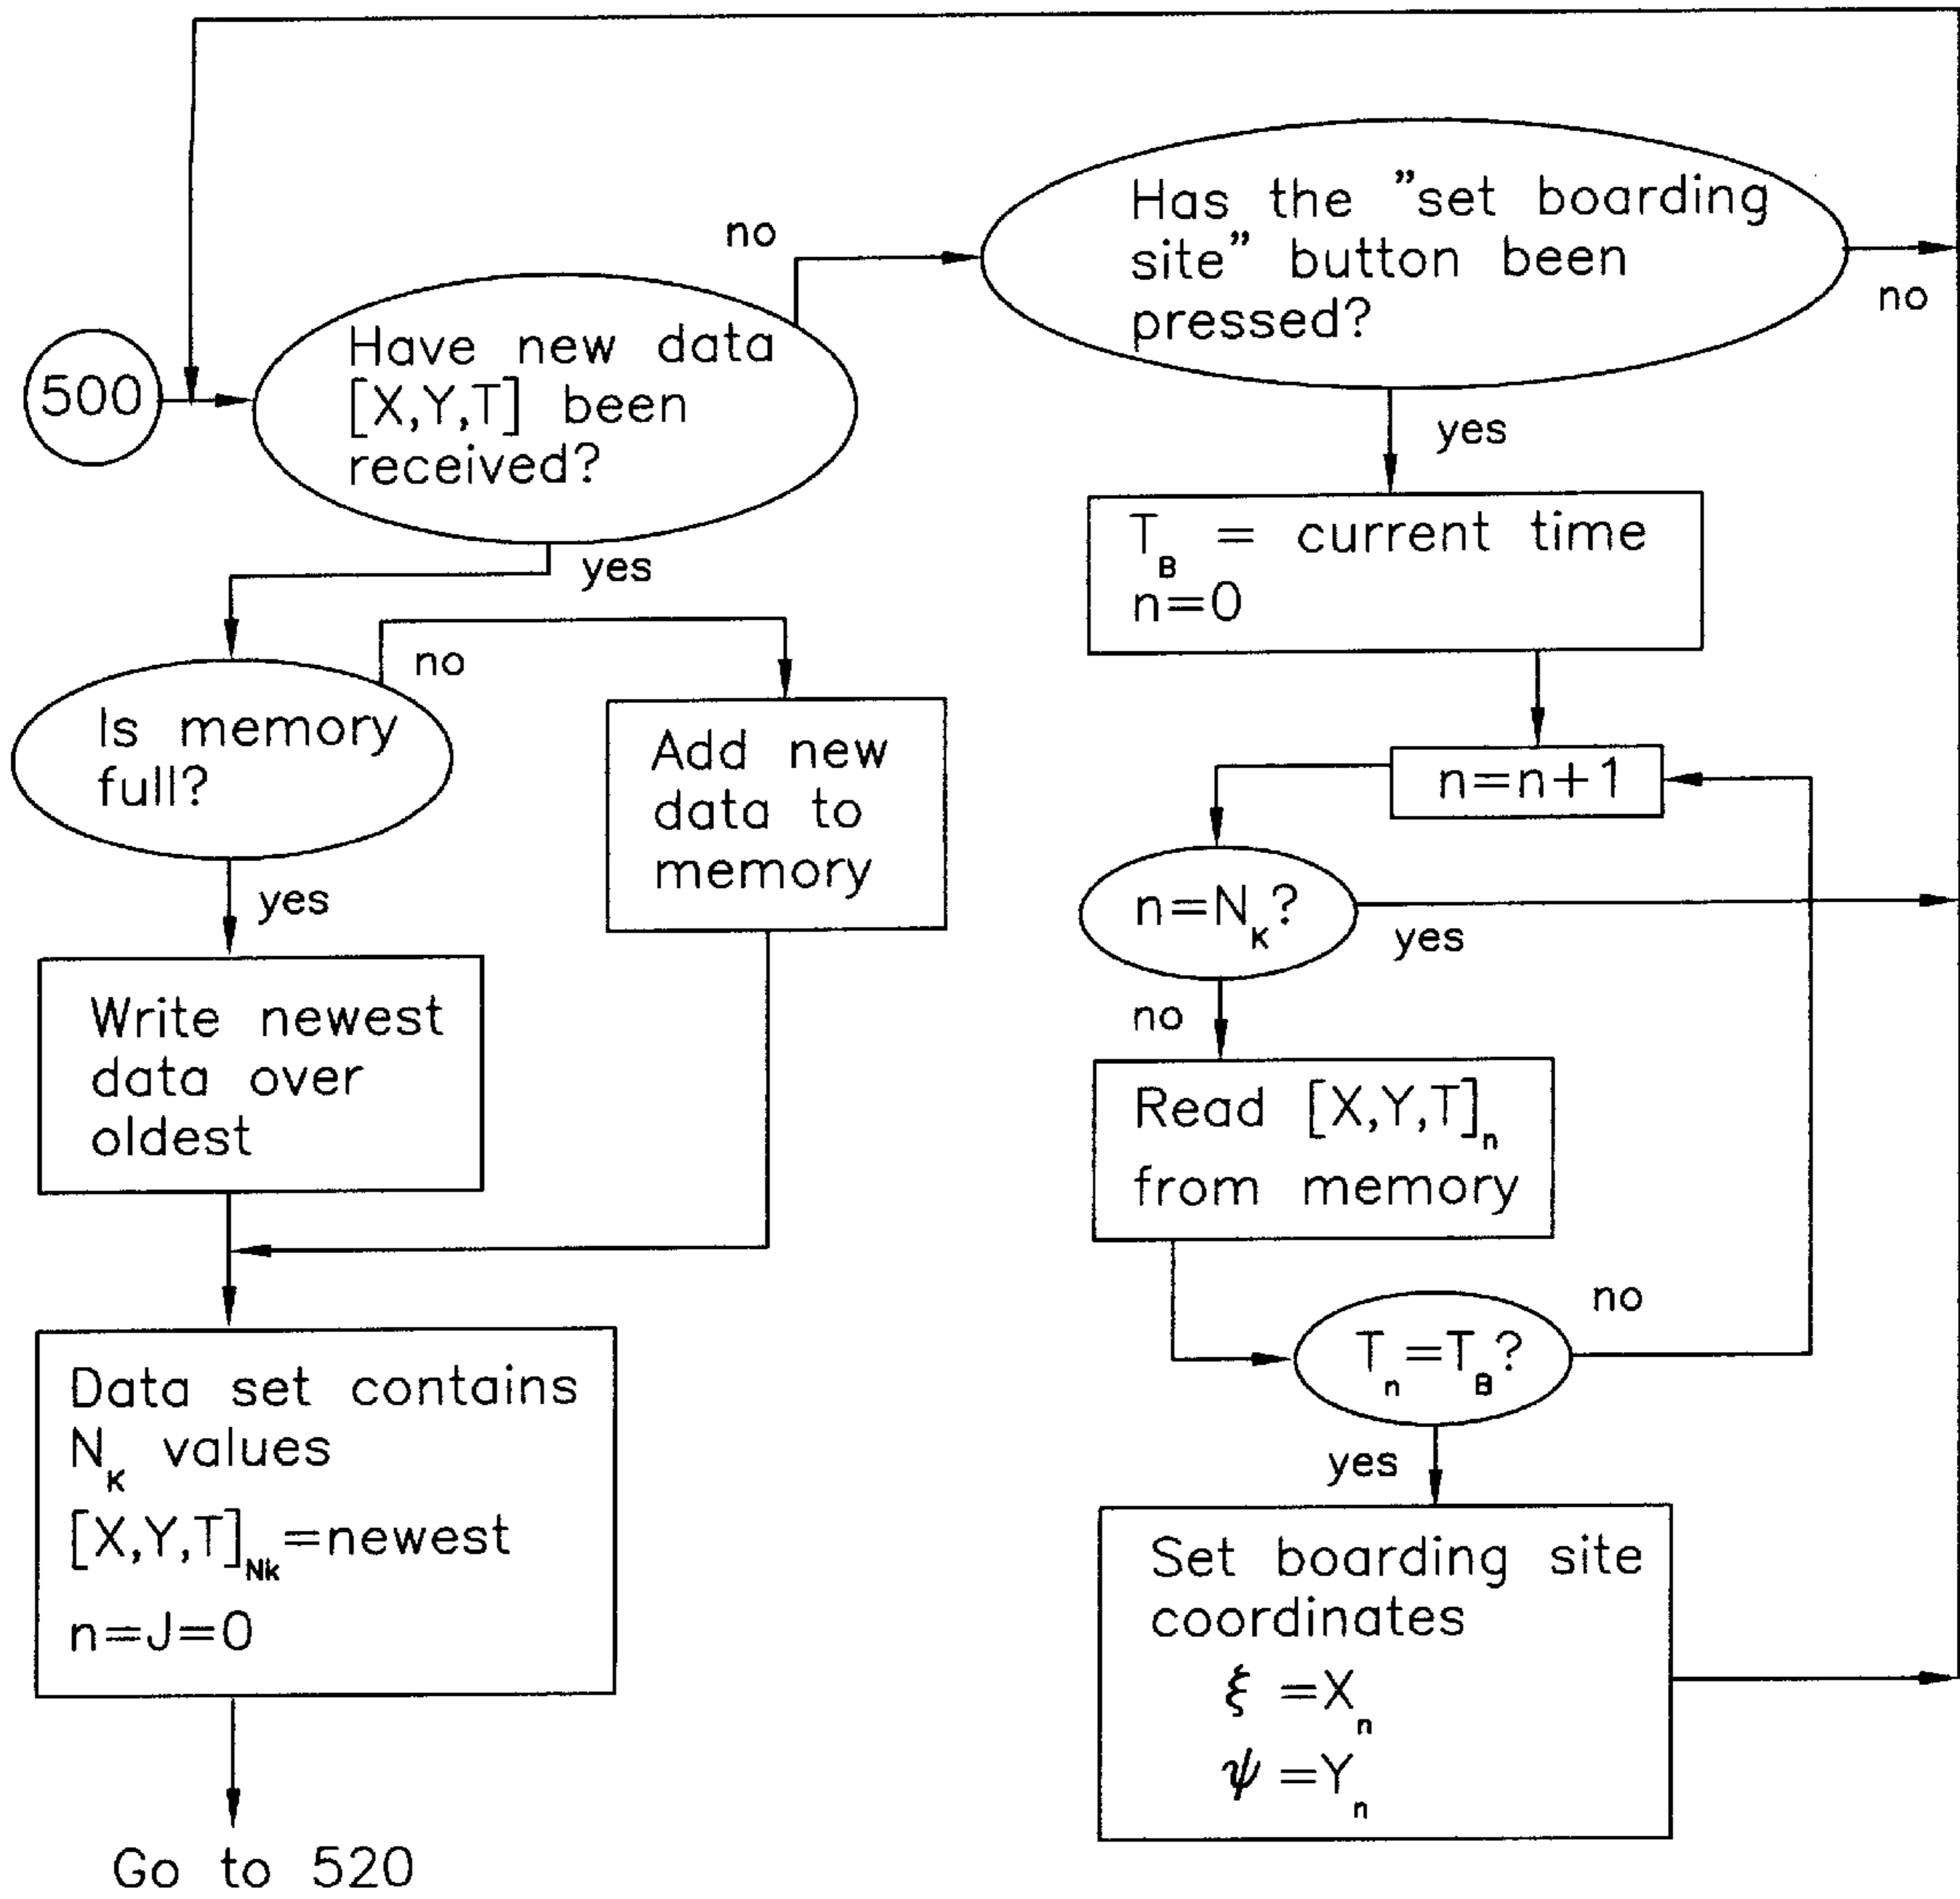 500
Have new data
[X,Y,T] been
received?
no
Has the ”set boarding
site” button been
pressed?
no
yes
T_B = current time
n=0
yes
Is memory
full?
no
Add new
data to
memory
yes
Write newest
data over
oldest
Data set contains
N_K values
[X,Y,T]_Nk=newest
n=J=0
Go to 520
n=n+1
n=N_K?
yes
no
Read [X,Y,T]_n
from memory
T_n=T_B?
no
yes
Set boarding site
coordinates
ξ =X_n
ψ =Y_n